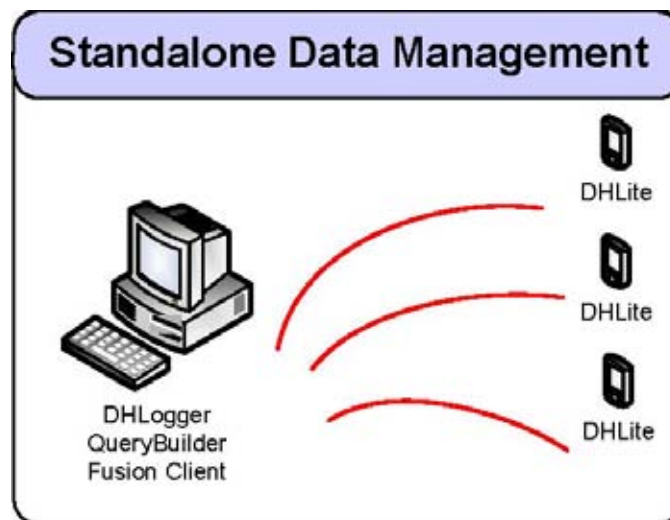 Standalone Data Management
DHLite
DHLite
DHLite
DHLogger
QueryBuilder
Fusion Client